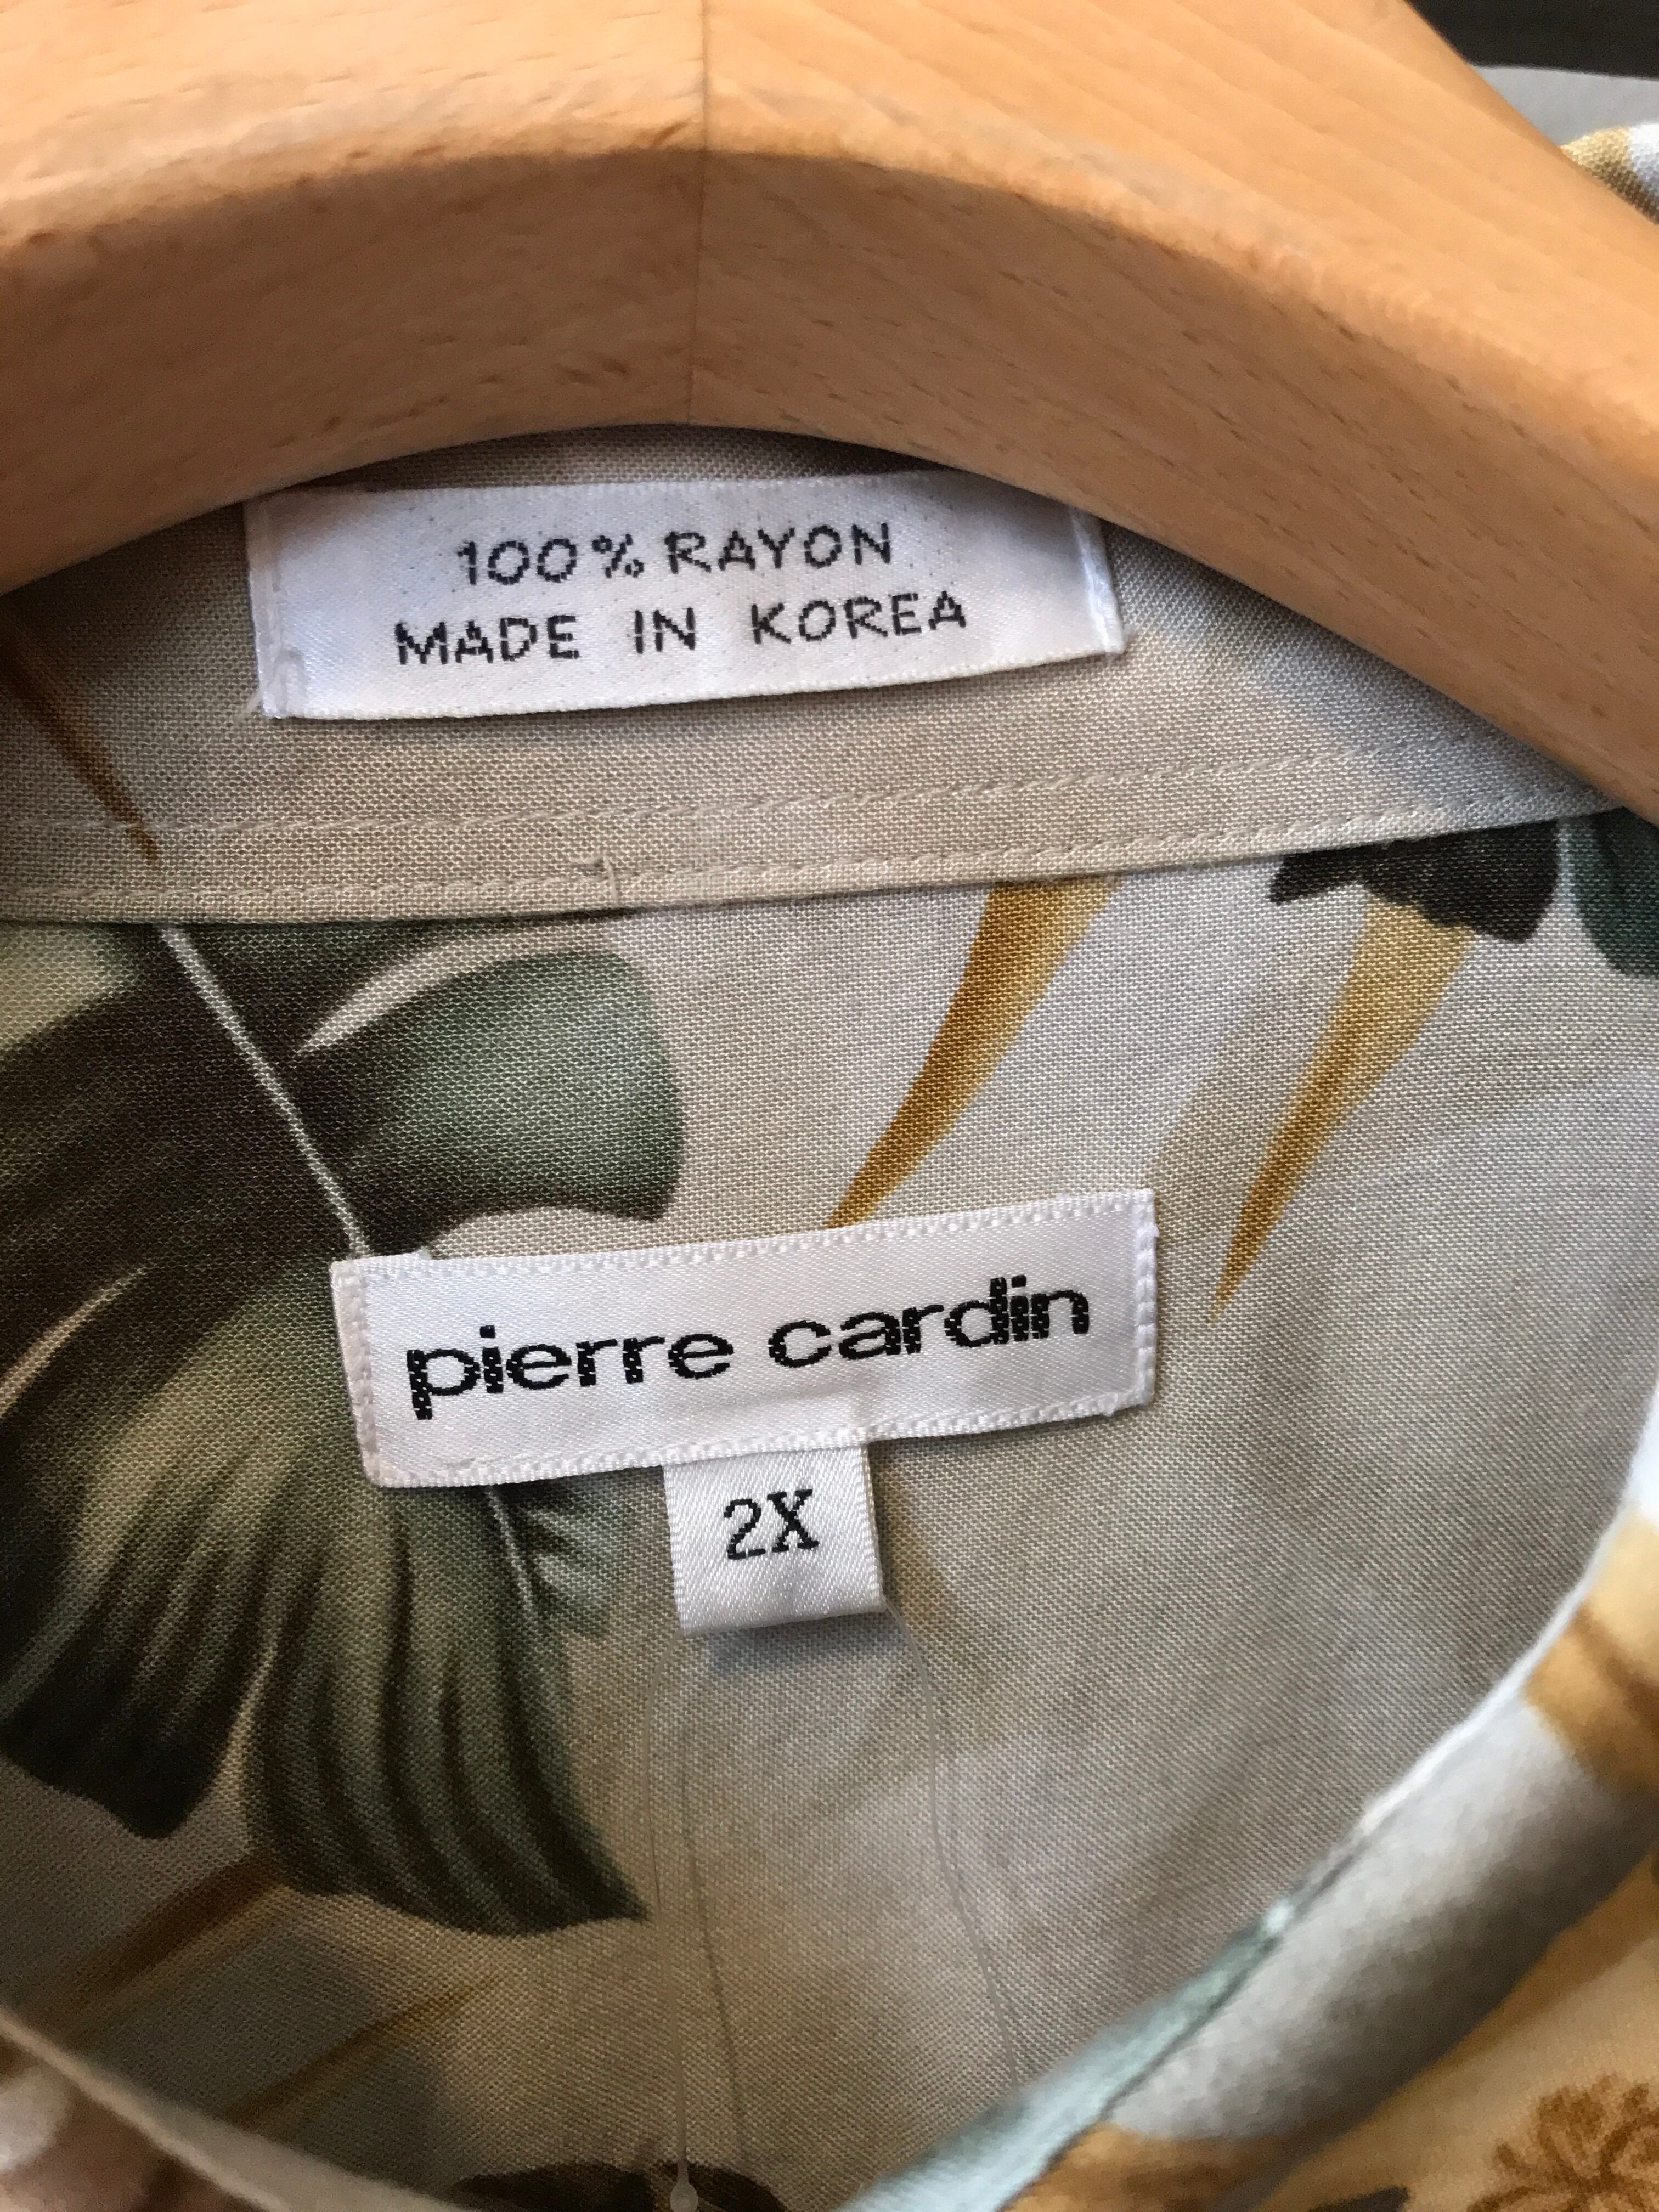 100% RAYON
MADE IN KOREA
pierre cardin
2X